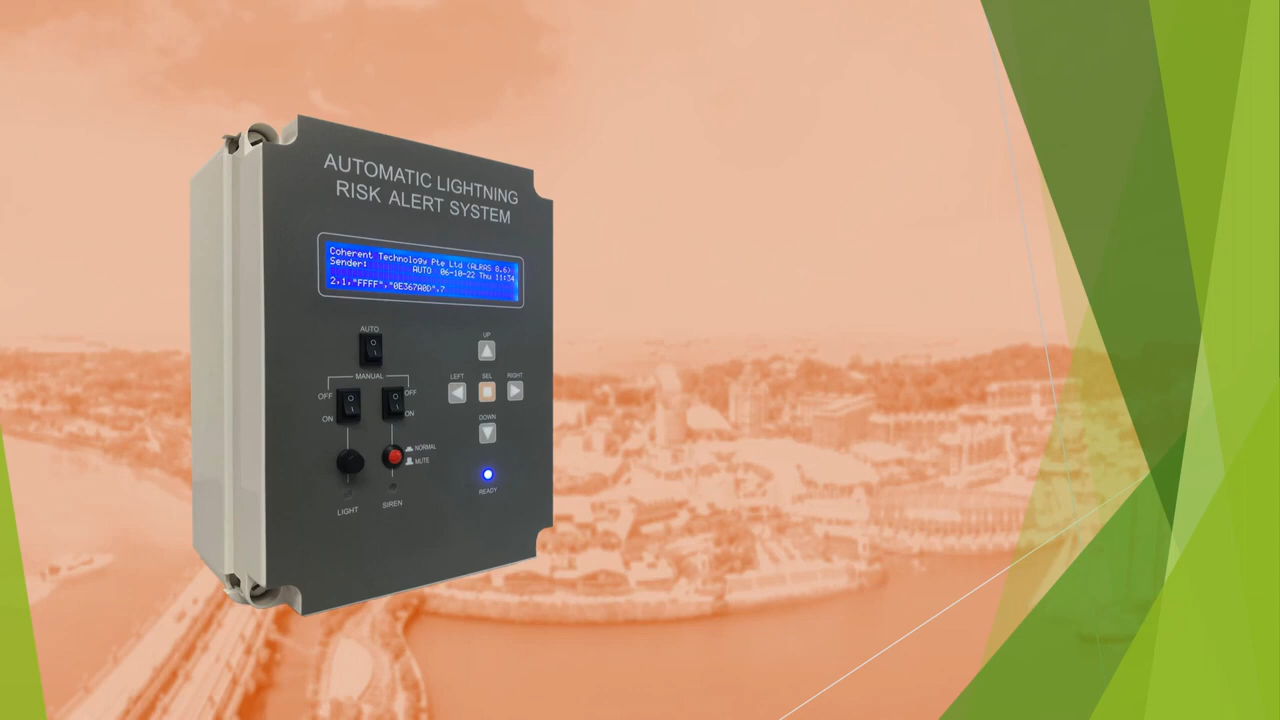 AUTOMATIC LIGHTNING
RISK ALERT SYSTEM
Coherent Technology Pte Ltd (ALRAS 8.6)
Sender:
AUTO 06-10-22 Thu 11:34
2,1,"FFFF","0E367A0D",7
AUTO
MANUAL
OFF
OFF
ON
ON
NORMAL
MUTE
LIGHT
SIREN
UP
LEFT
SEL
RIGHT
DOWN
READY